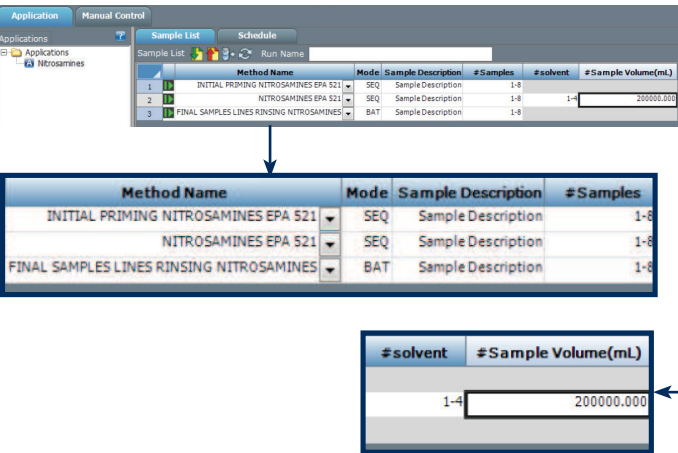 Application Manual Control
Applications ? Sample List Schedule
Applications Sample List Run Name
Nitrosamines
Method Name Mode Sample Description #Samples #solvent #Sample Volume(mL)
1 INITIAL PRIMING NITROSAMINES EPA 521 SEQ Sample Description 1-8
2 NITROSAMINES EPA 521 SEQ Sample Description 1-8 1-4 200000.000
3 FINAL SAMPLES LINES RINSING NITROSAMINES BAT Sample Description 1-8
Method Name Mode Sample Description #Samples
INITIAL PRIMING NITROSAMINES EPA 521 SEQ Sample Description 1-8
NITROSAMINES EPA 521 SEQ Sample Description 1-8
FINAL SAMPLES LINES RINSING NITROSAMINES BAT Sample Description 1-8
#solvent #Sample Volume(mL)
1-4 200000.000